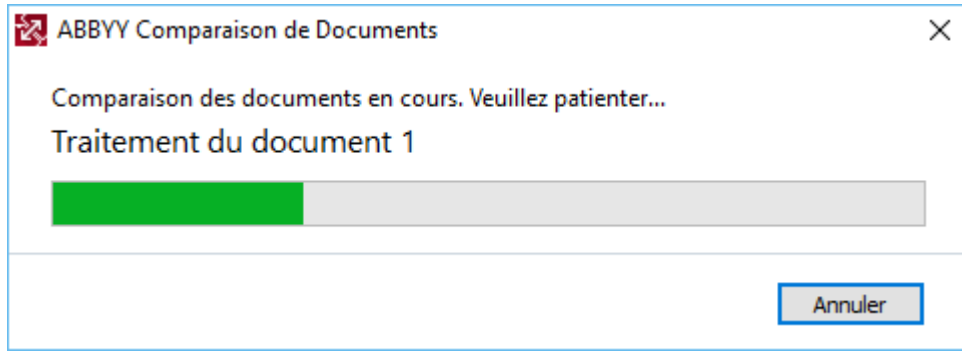 ABBYY Comparaison de Documents
Comparaison des documents en cours. Veuillez patienter...
Traitement du document 1
Annuler